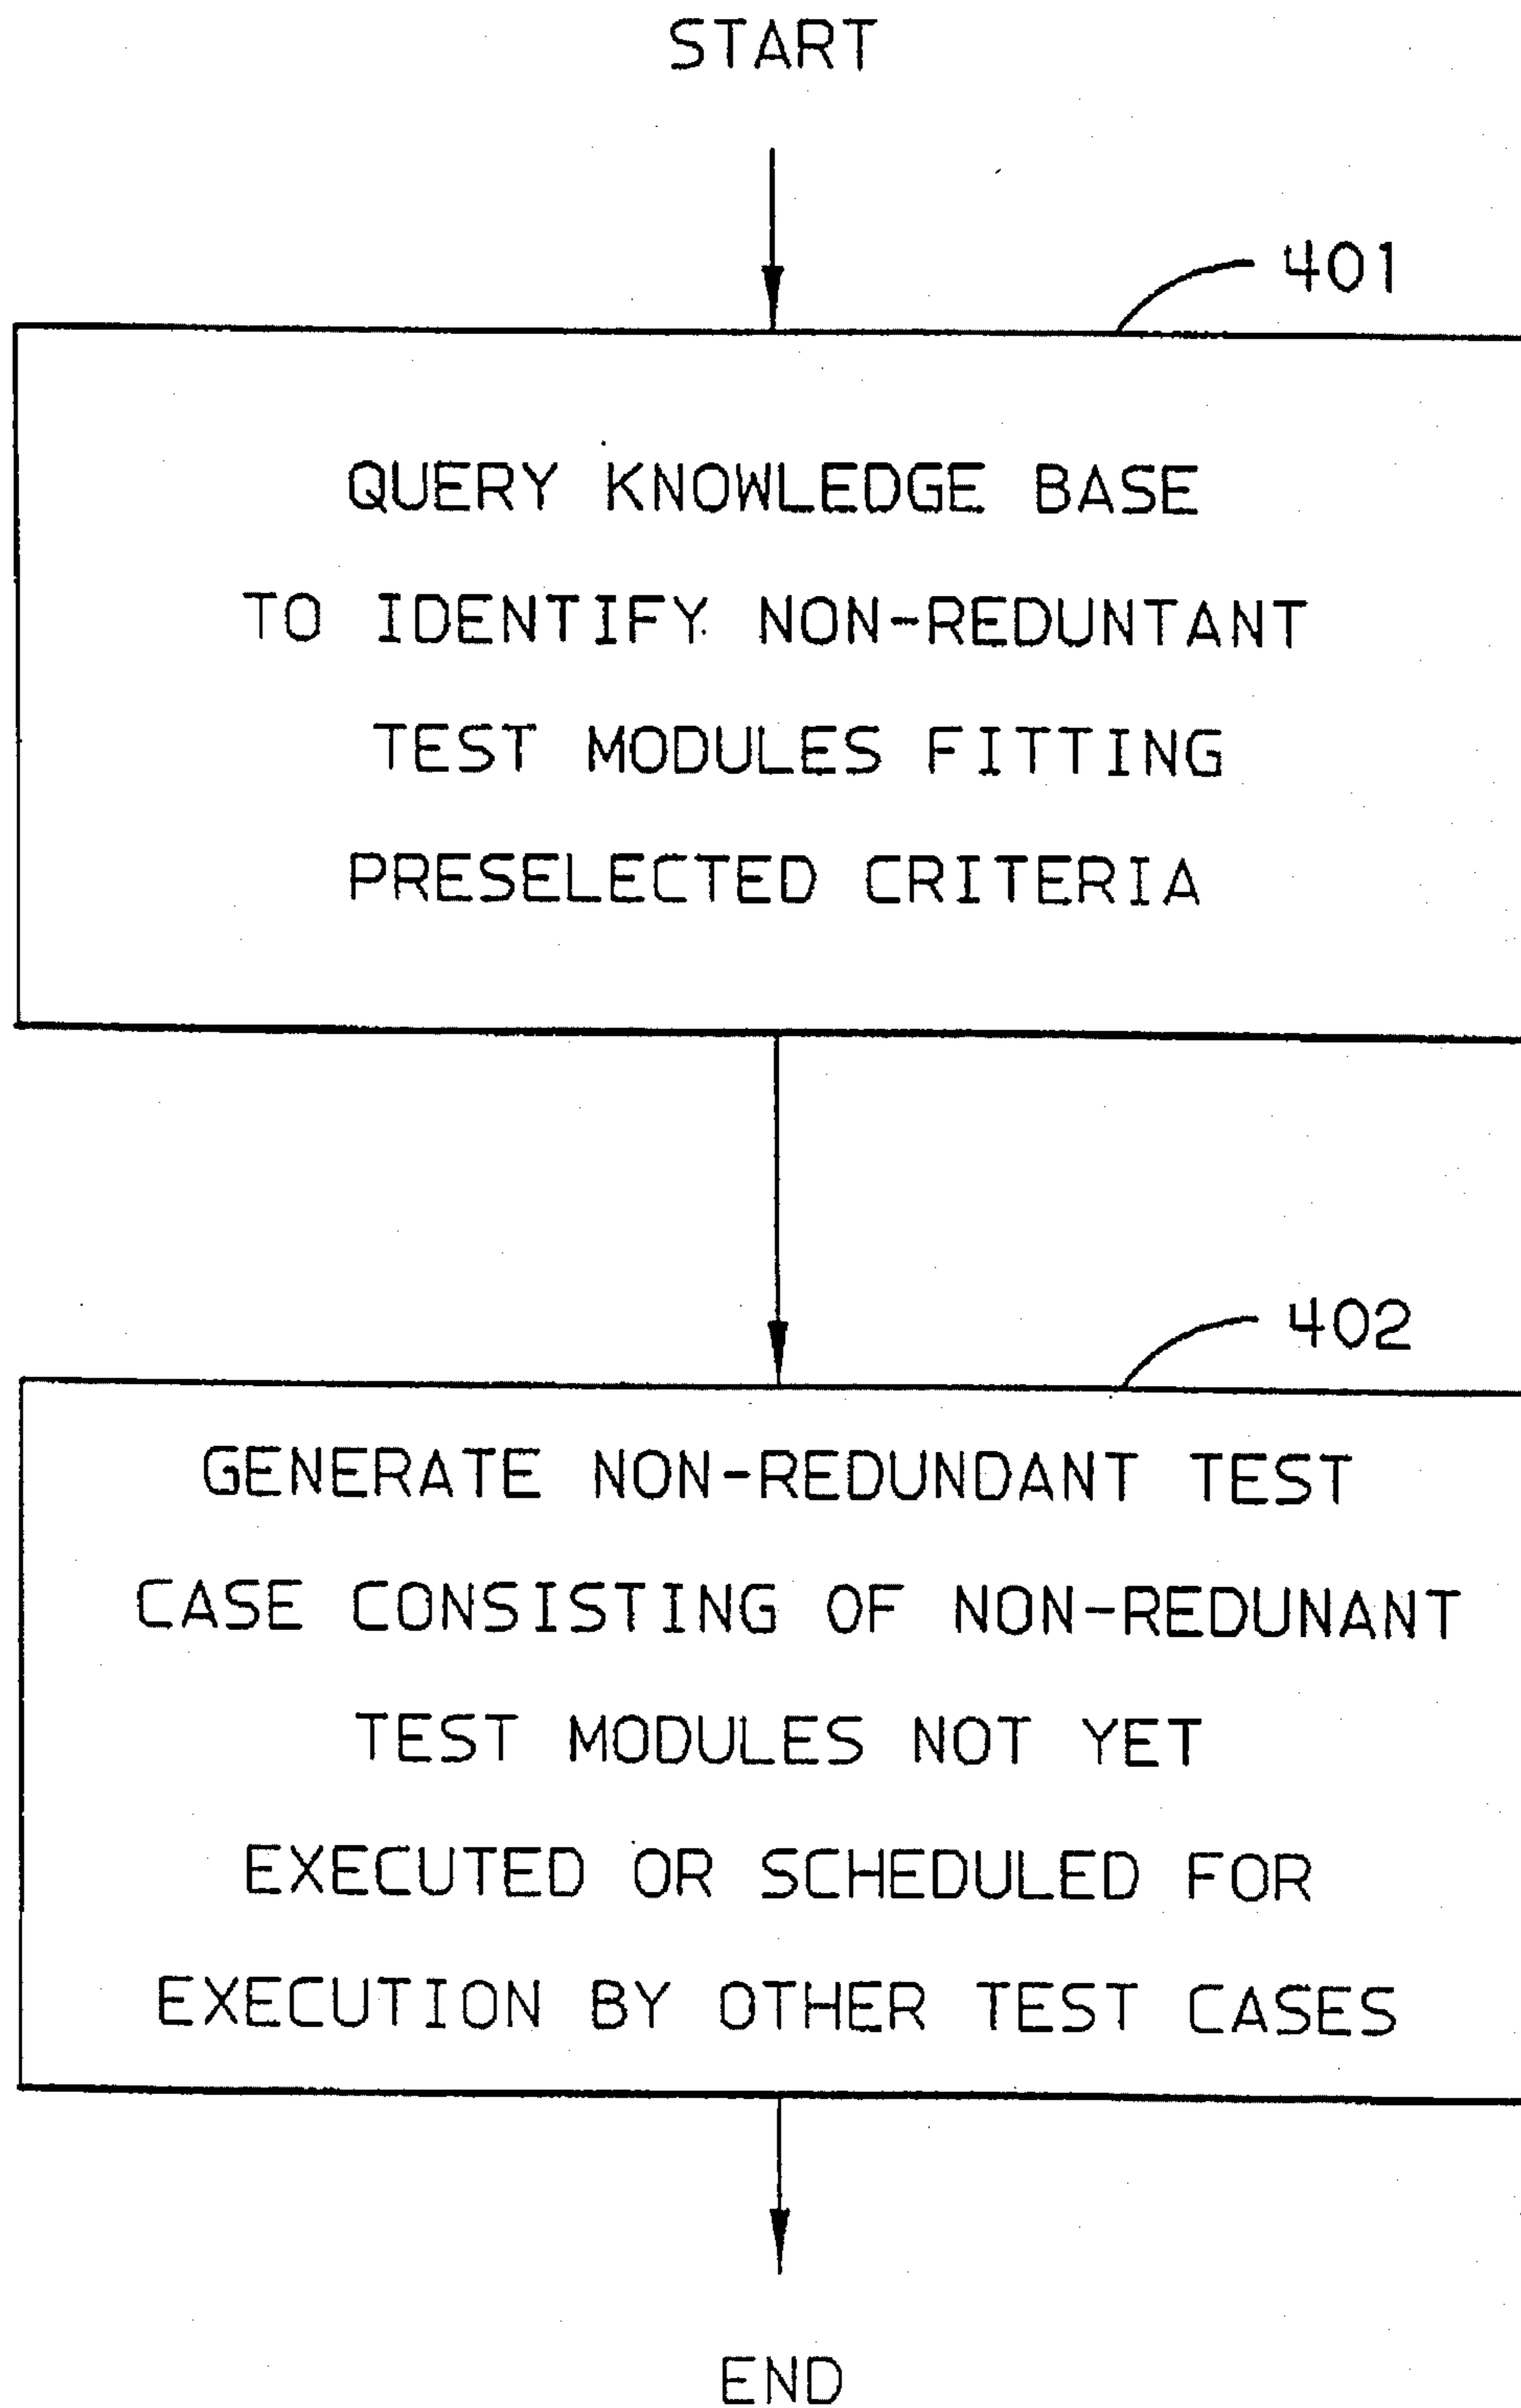 START
401
QUERY KNOWLEDGE BASE
TO IDENTIFY NON-REDUNTANT
TEST MODULES FITTING
PRESELECTED CRITERIA
402
GENERATE NON-REDUNDANT TEST
CASE CONSISTING OF NON-REDUNANT
TEST MODULES NOT YET
EXECUTED OR SCHEDULED FOR
EXECUTION BY OTHER TEST CASES
END